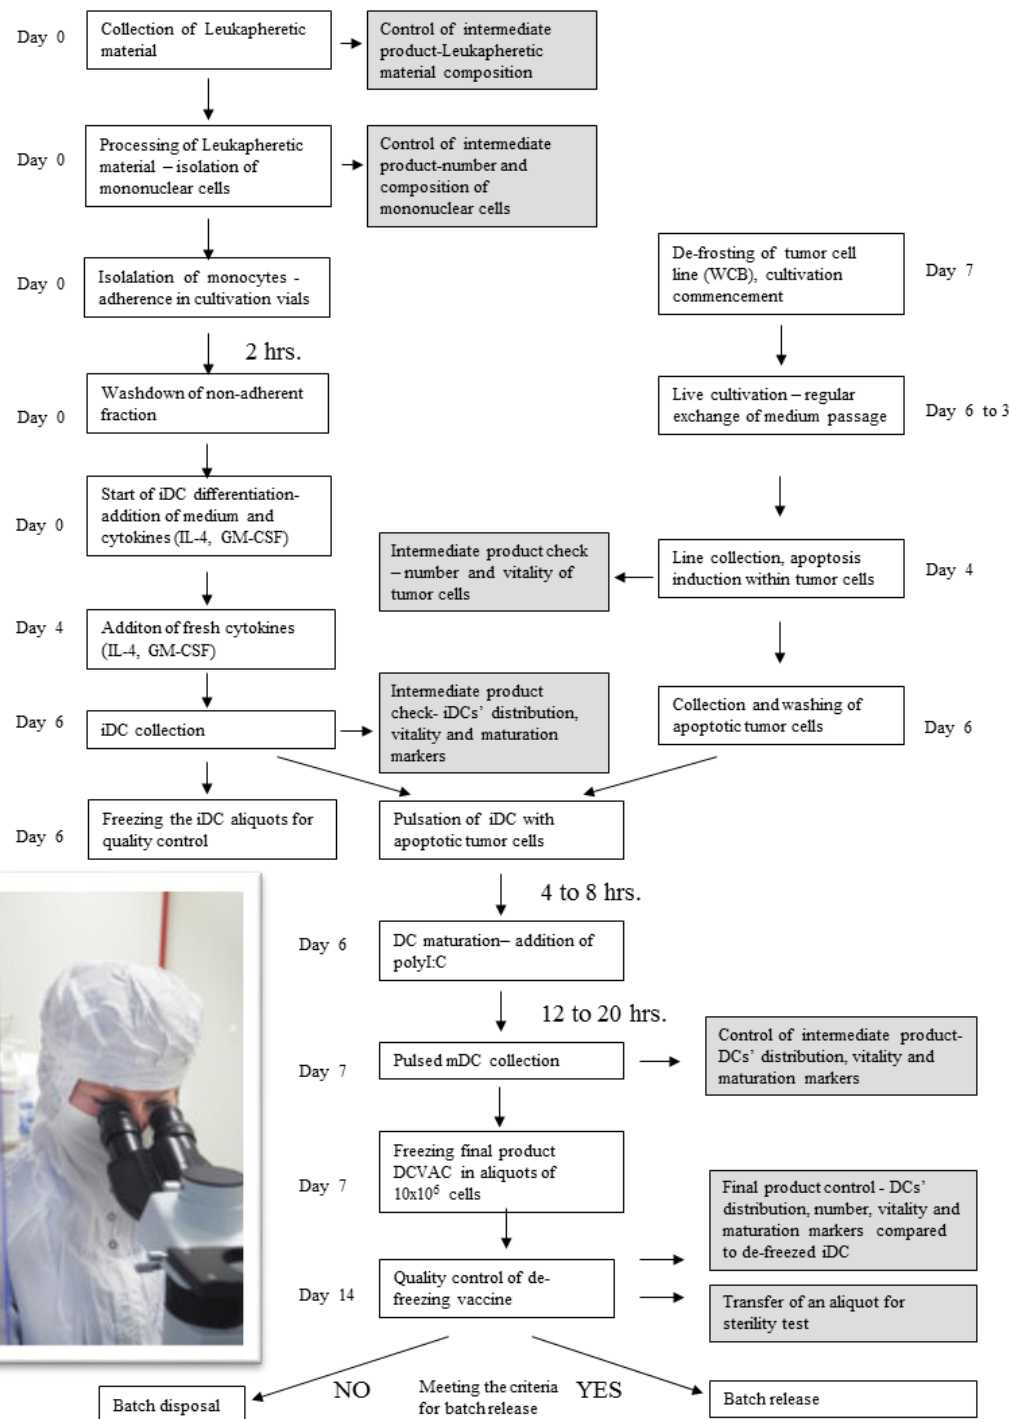 Day 0
Collection of Leukapheretic
material
Control of intermediate
product-Leukapheretic
material composition
Day 0
Processing of Leukapheretic
material – isolation of
mononuclear cells
Control of intermediate
product-number and
composition of
mononuclear cells
Day 0
Isolalation of monocytes -
adherence in cultivation vials
De-frosting of tumor cell
line (WCB), cultivation
commencement
Day 7
2 hrs.
Day 0
Washdown of non-adherent
fraction
Live cultivation – regular
exchange of medium passage
Day 6 to 3
Day 0
Start of iDC differentiation-
addition of medium and
cytokines (IL-4, GM-CSF)
Intermediate product check
– number and vitality of
tumor cells
Line collection, apoptosis
induction within tumor cells
Day 4
Day 4
Additon of fresh cytokines
(IL-4, GM-CSF)
Day 6
iDC collection
Intermediate product
check- iDCs' distribution,
vitality and maturation
markers
Collection and washing of
apoptotic tumor cells
Day 6
Day 6
Freezing the iDC aliquots for
quality control
Pulsation of iDC with
apoptotic tumor cells
4 to 8 hrs.
Day 6
DC maturation– addition of
polyI:C
12 to 20 hrs.
Day 7
Pulsed mDC collection
Control of intermediate product-
DCs' distribution, vitality and
maturation markers
Day 7
Freezing final product
DCVAC in aliquots of
10x10⁶ cells
Final product control - DCs'
distribution, number, vitality and
maturation markers compared
to de-freezed iDC
Day 14
Quality control of de-
freezing vaccine
Transfer of an aliquot for
sterility test
Batch disposal
NO
Meeting the criteria
for batch release
YES
Batch release